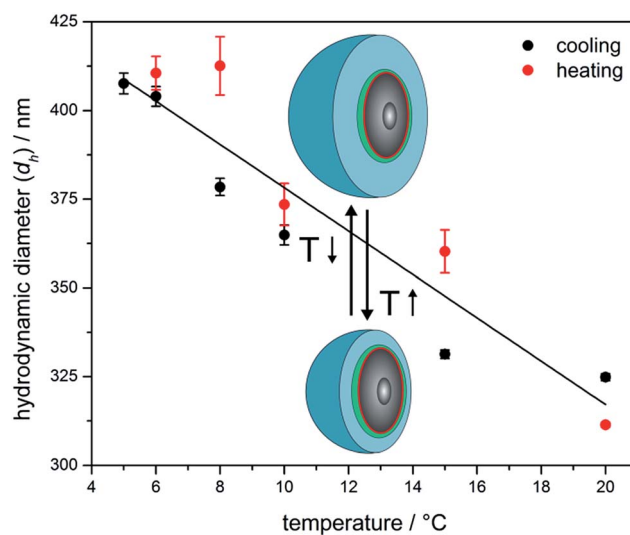 425
400
375
350
325
300
hydrodynamic diameter (d_h) / nm
cooling
heating
T ↓
T ↑
4 6 8 10 12 14 16 18 20
temperature / °C